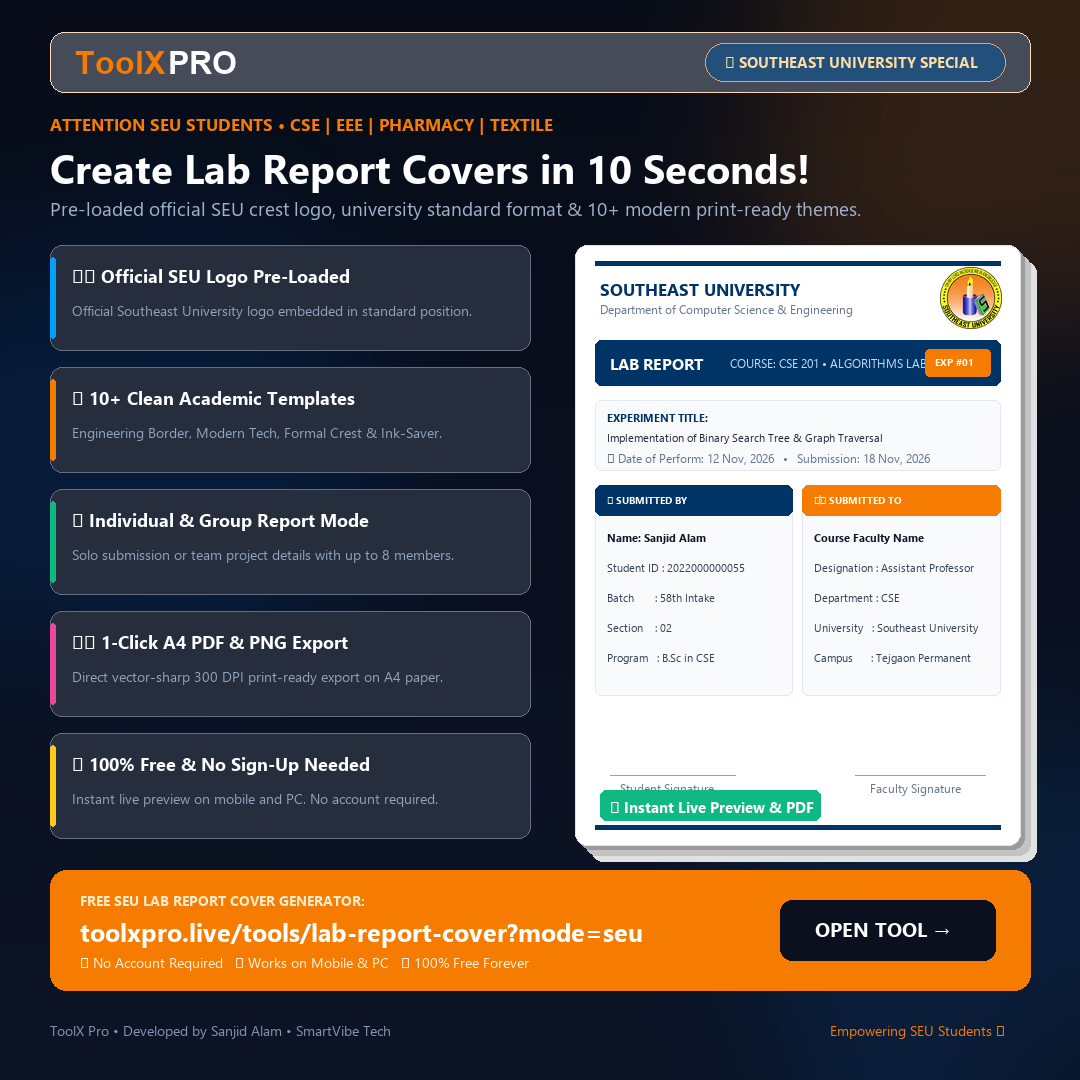 ToolXPRO
SOUTHEAST UNIVERSITY SPECIAL
ATTENTION SEU STUDENTS • CSE | EEE | PHARMACY | TEXTILE
Create Lab Report Covers in 10 Seconds!
Pre-loaded official SEU crest logo, university standard format & 10+ modern print-ready themes.
Official SEU Logo Pre-Loaded
Official Southeast University logo embedded in standard position.
10+ Clean Academic Templates
Engineering Border, Modern Tech, Formal Crest & Ink-Saver.
Individual & Group Report Mode
Solo submission or team project details with up to 8 members.
1-Click A4 PDF & PNG Export
Direct vector-sharp 300 DPI print-ready export on A4 paper.
100% Free & No Sign-Up Needed
Instant live preview on mobile and PC. No account required.
SOUTHEAST UNIVERSITY
Department of Computer Science & Engineering
SOUTHEAST UNIVERSITY
LAB REPORT
COURSE: CSE 201 • ALGORITHMS LAB
EXP #01
EXPERIMENT TITLE:
Implementation of Binary Search Tree & Graph Traversal
Date of Perform: 12 Nov, 2026 • Submission: 18 Nov, 2026
SUBMITTED BY
Name: Sanjid Alam
Student ID : 2022000000055
Batch : 58th Intake
Section : 02
Program : B.Sc in CSE
SUBMITTED TO
Course Faculty Name
Designation : Assistant Professor
Department : CSE
University : Southeast University
Campus : Tejgaon Permanent
Student Signature
Faculty Signature
Instant Live Preview & PDF
FREE SEU LAB REPORT COVER GENERATOR:
toolxpro.live/tools/lab-report-cover?mode=seu
No Account Required Works on Mobile & PC 100% Free Forever
OPEN TOOL →
ToolX Pro • Developed by Sanjid Alam • SmartVibe Tech
Empowering SEU Students